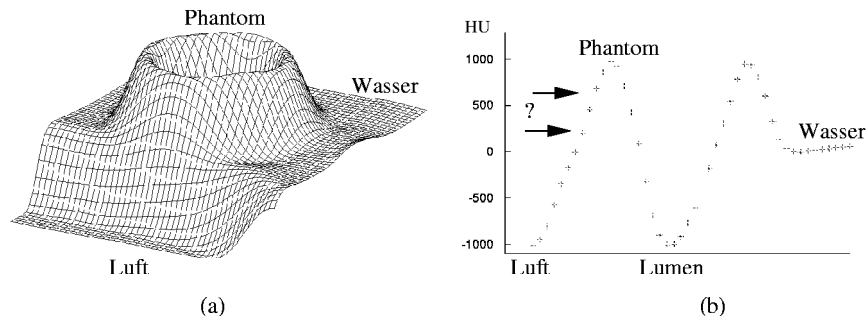 Phantom
Wasser
Luft
(a)
HU
1000
500
0
-500
-1000
Phantom
?
Wasser
Luft
Lumen
(b)